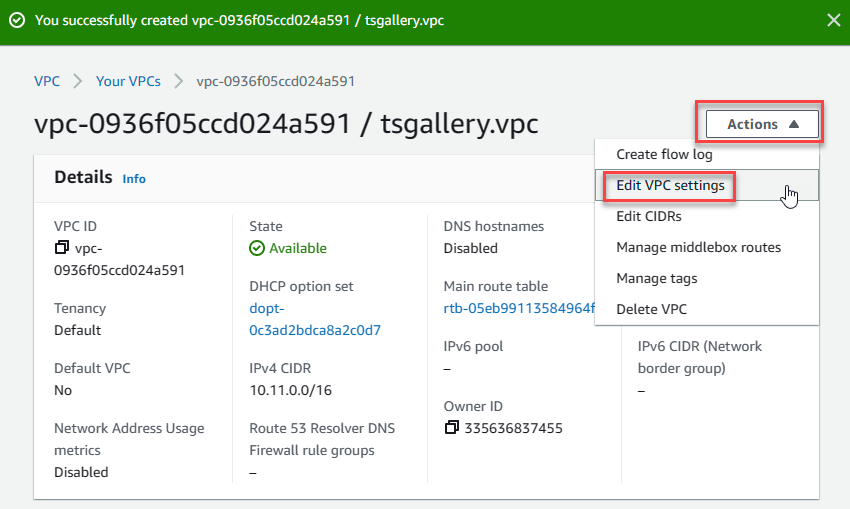 You successfully created vpc-0936f05ccd024a591 / tsgallery.vpc
VPC > Your VPCs > vpc-0936f05ccd024a591
vpc-0936f05ccd024a591 / tsgallery.vpc
Actions
Create flow log
Edit VPC settings
Edit CIDRs
Manage middlebox routes
Manage tags
Delete VPC
Details Info
VPC ID
vpc-
0936f05ccd024a591
State
Available
DNS hostnames
Disabled
Tenancy
Default
DHCP option set
dopt-
0c3ad2bdca8a2c0d7
Main route table
rtb-05eb99113584964f
Default VPC
No
IPv4 CIDR
10.11.0.0/16
IPv6 pool
–
IPv6 CIDR (Network
border group)
–
Network Address Usage
metrics
Disabled
Route 53 Resolver DNS
Firewall rule groups
–
Owner ID
335636837455